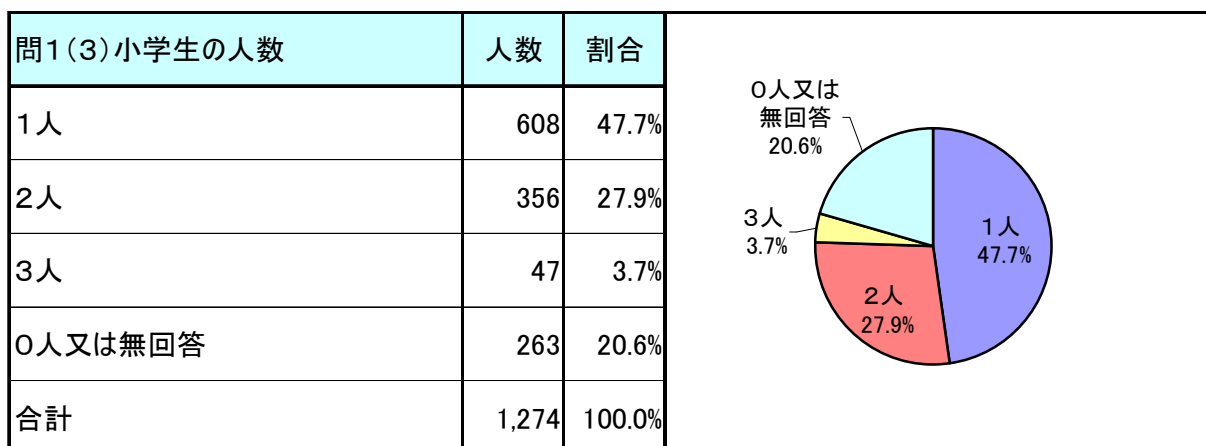 問1(3)小学生の人数 人数 割合
1人 608 47.7%
2人 356 27.9%
3人 47 3.7%
0人又は無回答 263 20.6%
合計 1,274 100.0%
0人又は
無回答
20.6%
3人
3.7%
1人
47.7%
2人
27.9%